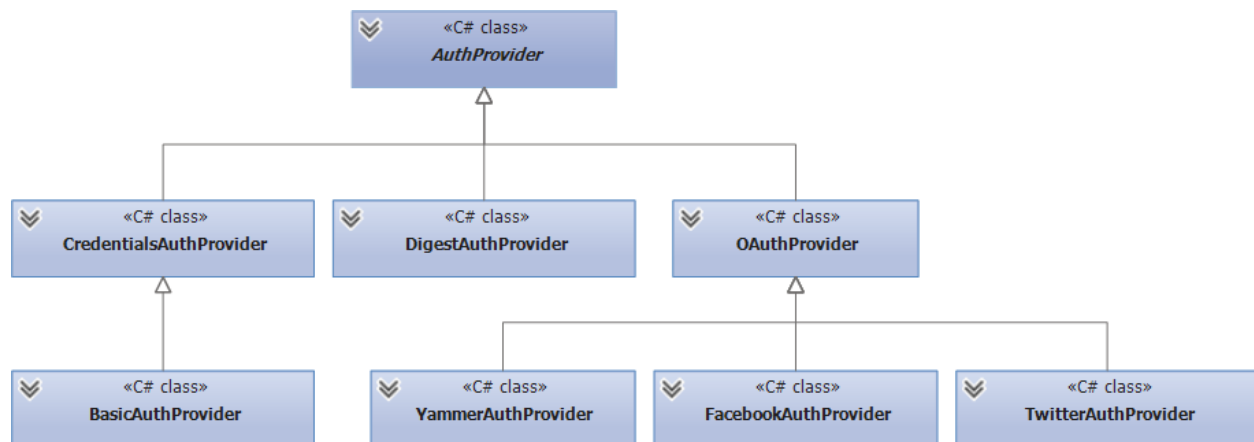 «C# class»
AuthProvider
«C# class»
CredentialsAuthProvider
«C# class»
DigestAuthProvider
«C# class»
OAuthProvider
«C# class»
BasicAuthProvider
«C# class»
YammerAuthProvider
«C# class»
FacebookAuthProvider
«C# class»
TwitterAuthProvider